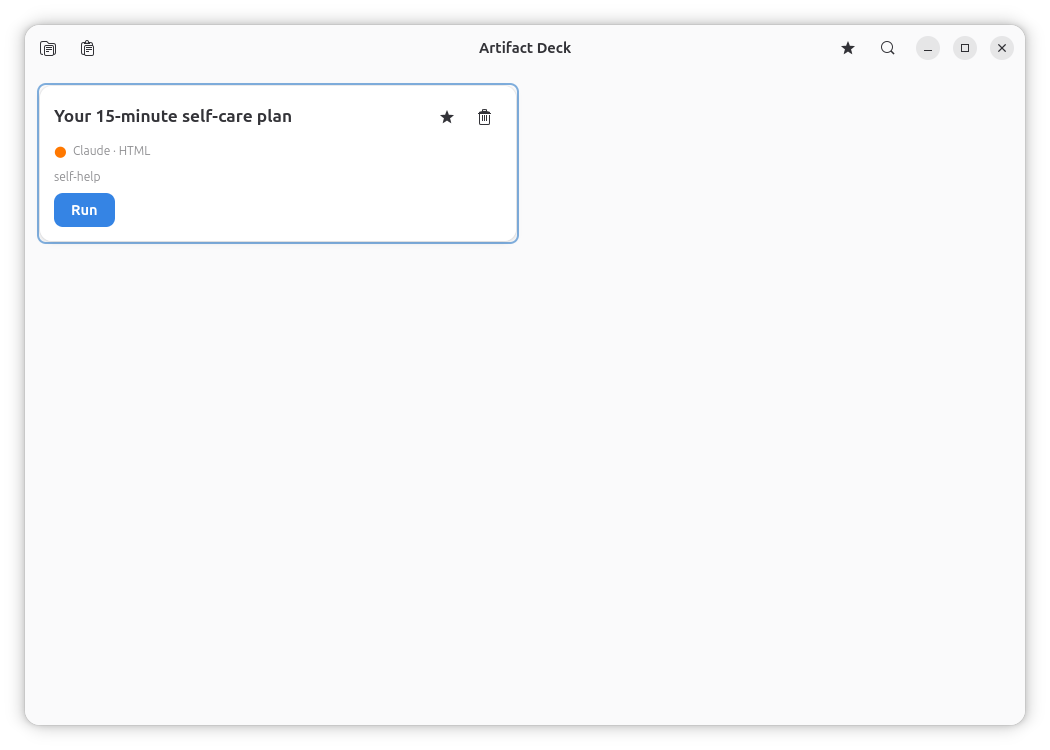 Artifact Deck
Your 15-minute self-care plan
Claude · HTML
self-help
Run